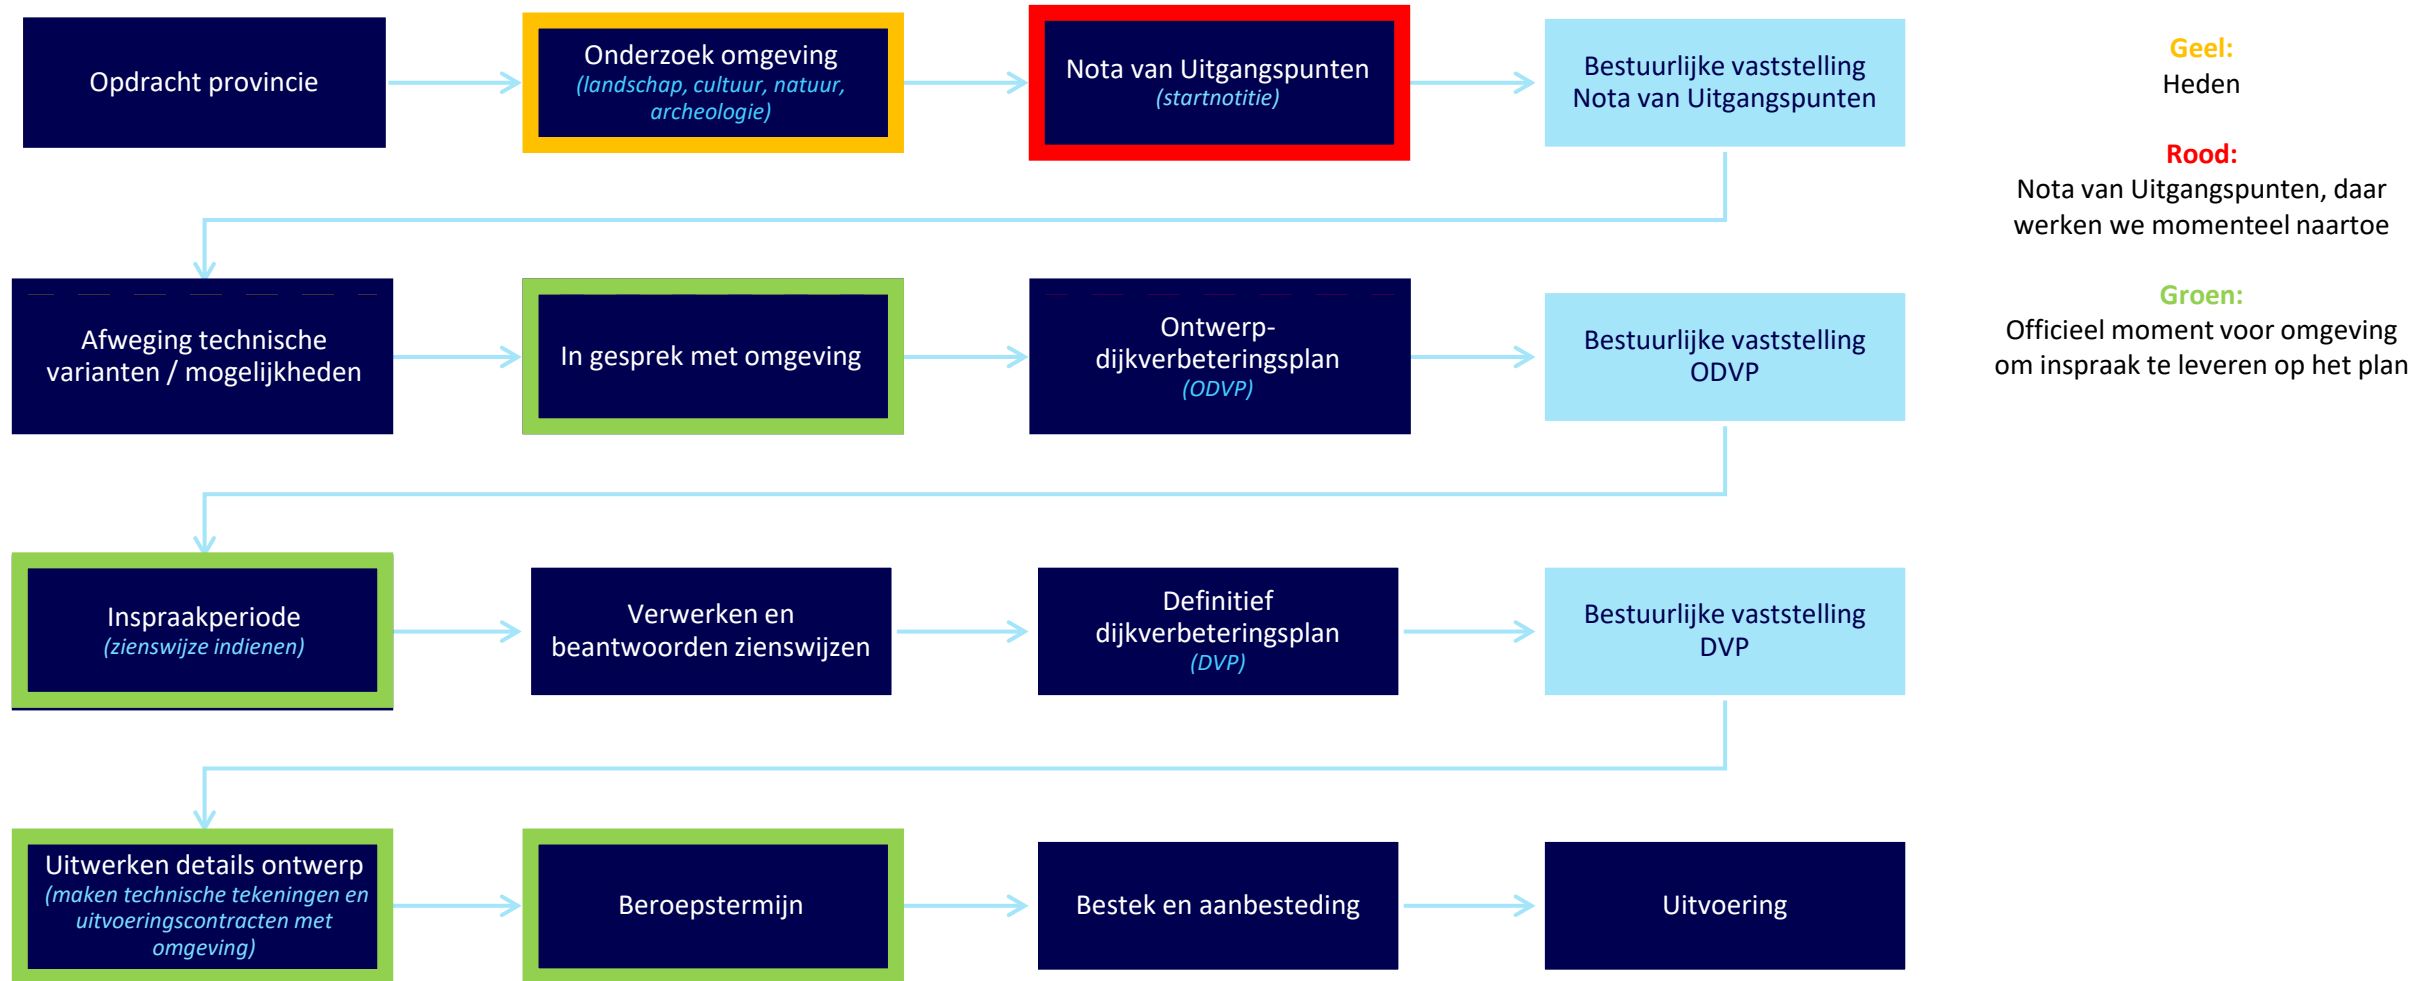 Opdracht provincie
Onderzoek omgeving
(landschap, cultuur, natuur,
archeologie)
Nota van Uitgangspunten
(startnotitie)
Bestuurlijke vaststelling
Nota van Uitgangspunten
Geel:
Heden
Rood:
Nota van Uitgangspunten, daar
werken we momenteel naartoe
Groen:
Officieel moment voor omgeving
om inspraak te leveren op het plan
Afweging technische
varianten / mogelijkheden
In gesprek met omgeving
Ontwerp-
dijkverbeteringsplan
(ODVP)
Bestuurlijke vaststelling
ODVP
Inspraakperiode
(zienswijze indienen)
Verwerken en
beantwoorden zienswijzen
Definitief
dijkverbeteringsplan
(DVP)
Bestuurlijke vaststelling
DVP
Uitwerken details ontwerp
(maken technische tekeningen en
uitvoeringscontracten met
omgeving)
Beroepstermijn
Bestek en aanbesteding
Uitvoering